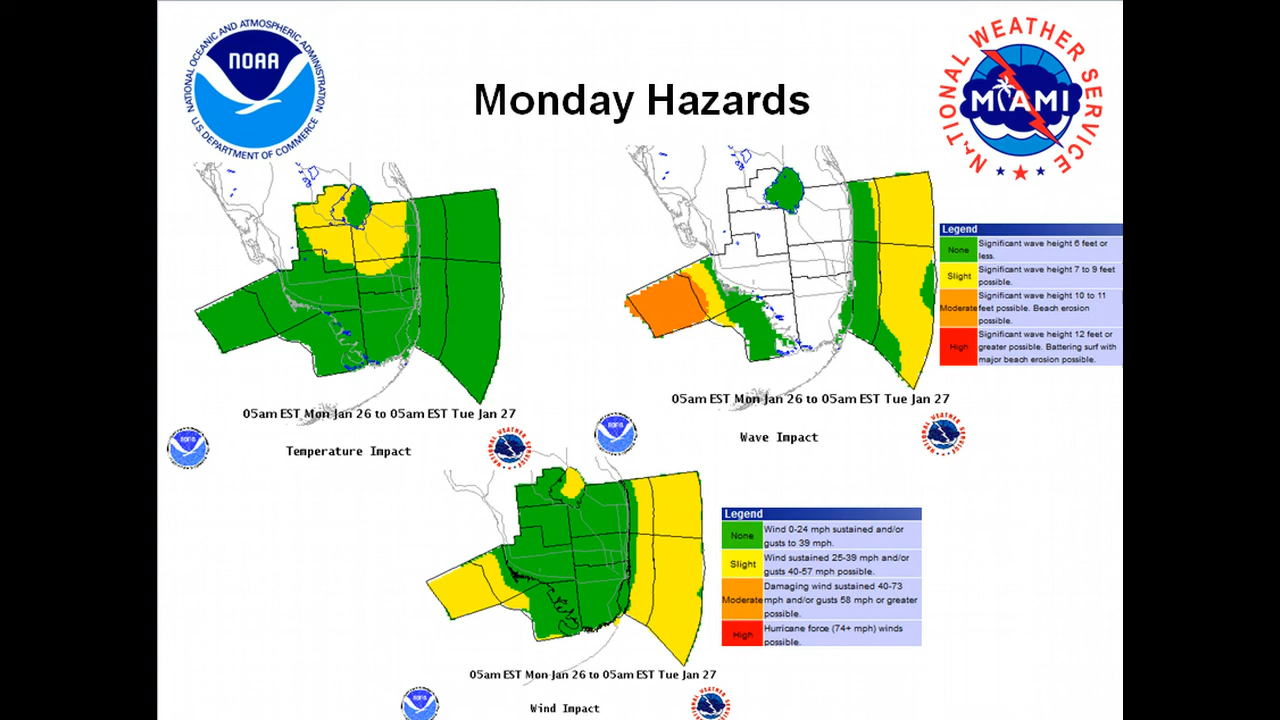 NATIONAL OCEANIC AND ATMOSPHERIC ADMINISTRATION
NOAA
U.S. DEPARTMENT OF COMMERCE
Monday Hazards
NATIONAL WEATHER SERVICE
MIAMI
05am EST Mon Jan 26 to 05am EST Tue Jan 27
Temperature Impact
05am EST Mon Jan 26 to 05am EST Tue Jan 27
Wave Impact
Legend
None
Significant wave height 6 feet or
less.
Slight
Significant wave height 7 to 9 feet
possible.
Moderate
Significant wave height 10 to 11
feet possible. Beach erosion
possible.
High
Significant wave height 12 feet or
greater possible. Battering surf with
major beach erosion possible.
05am EST Mon Jan 26 to 05am EST Tue Jan 27
Wind Impact
Legend
None
Wind 0-24 mph sustained and/or
gusts to 39 mph.
Slight
Wind sustained 25-39 mph and/or
gusts 40-57 mph possible.
Moderate
Damaging wind sustained 40-73
mph and/or gusts 58 mph or greater
possible.
High
Hurricane force (74+ mph) winds
possible.